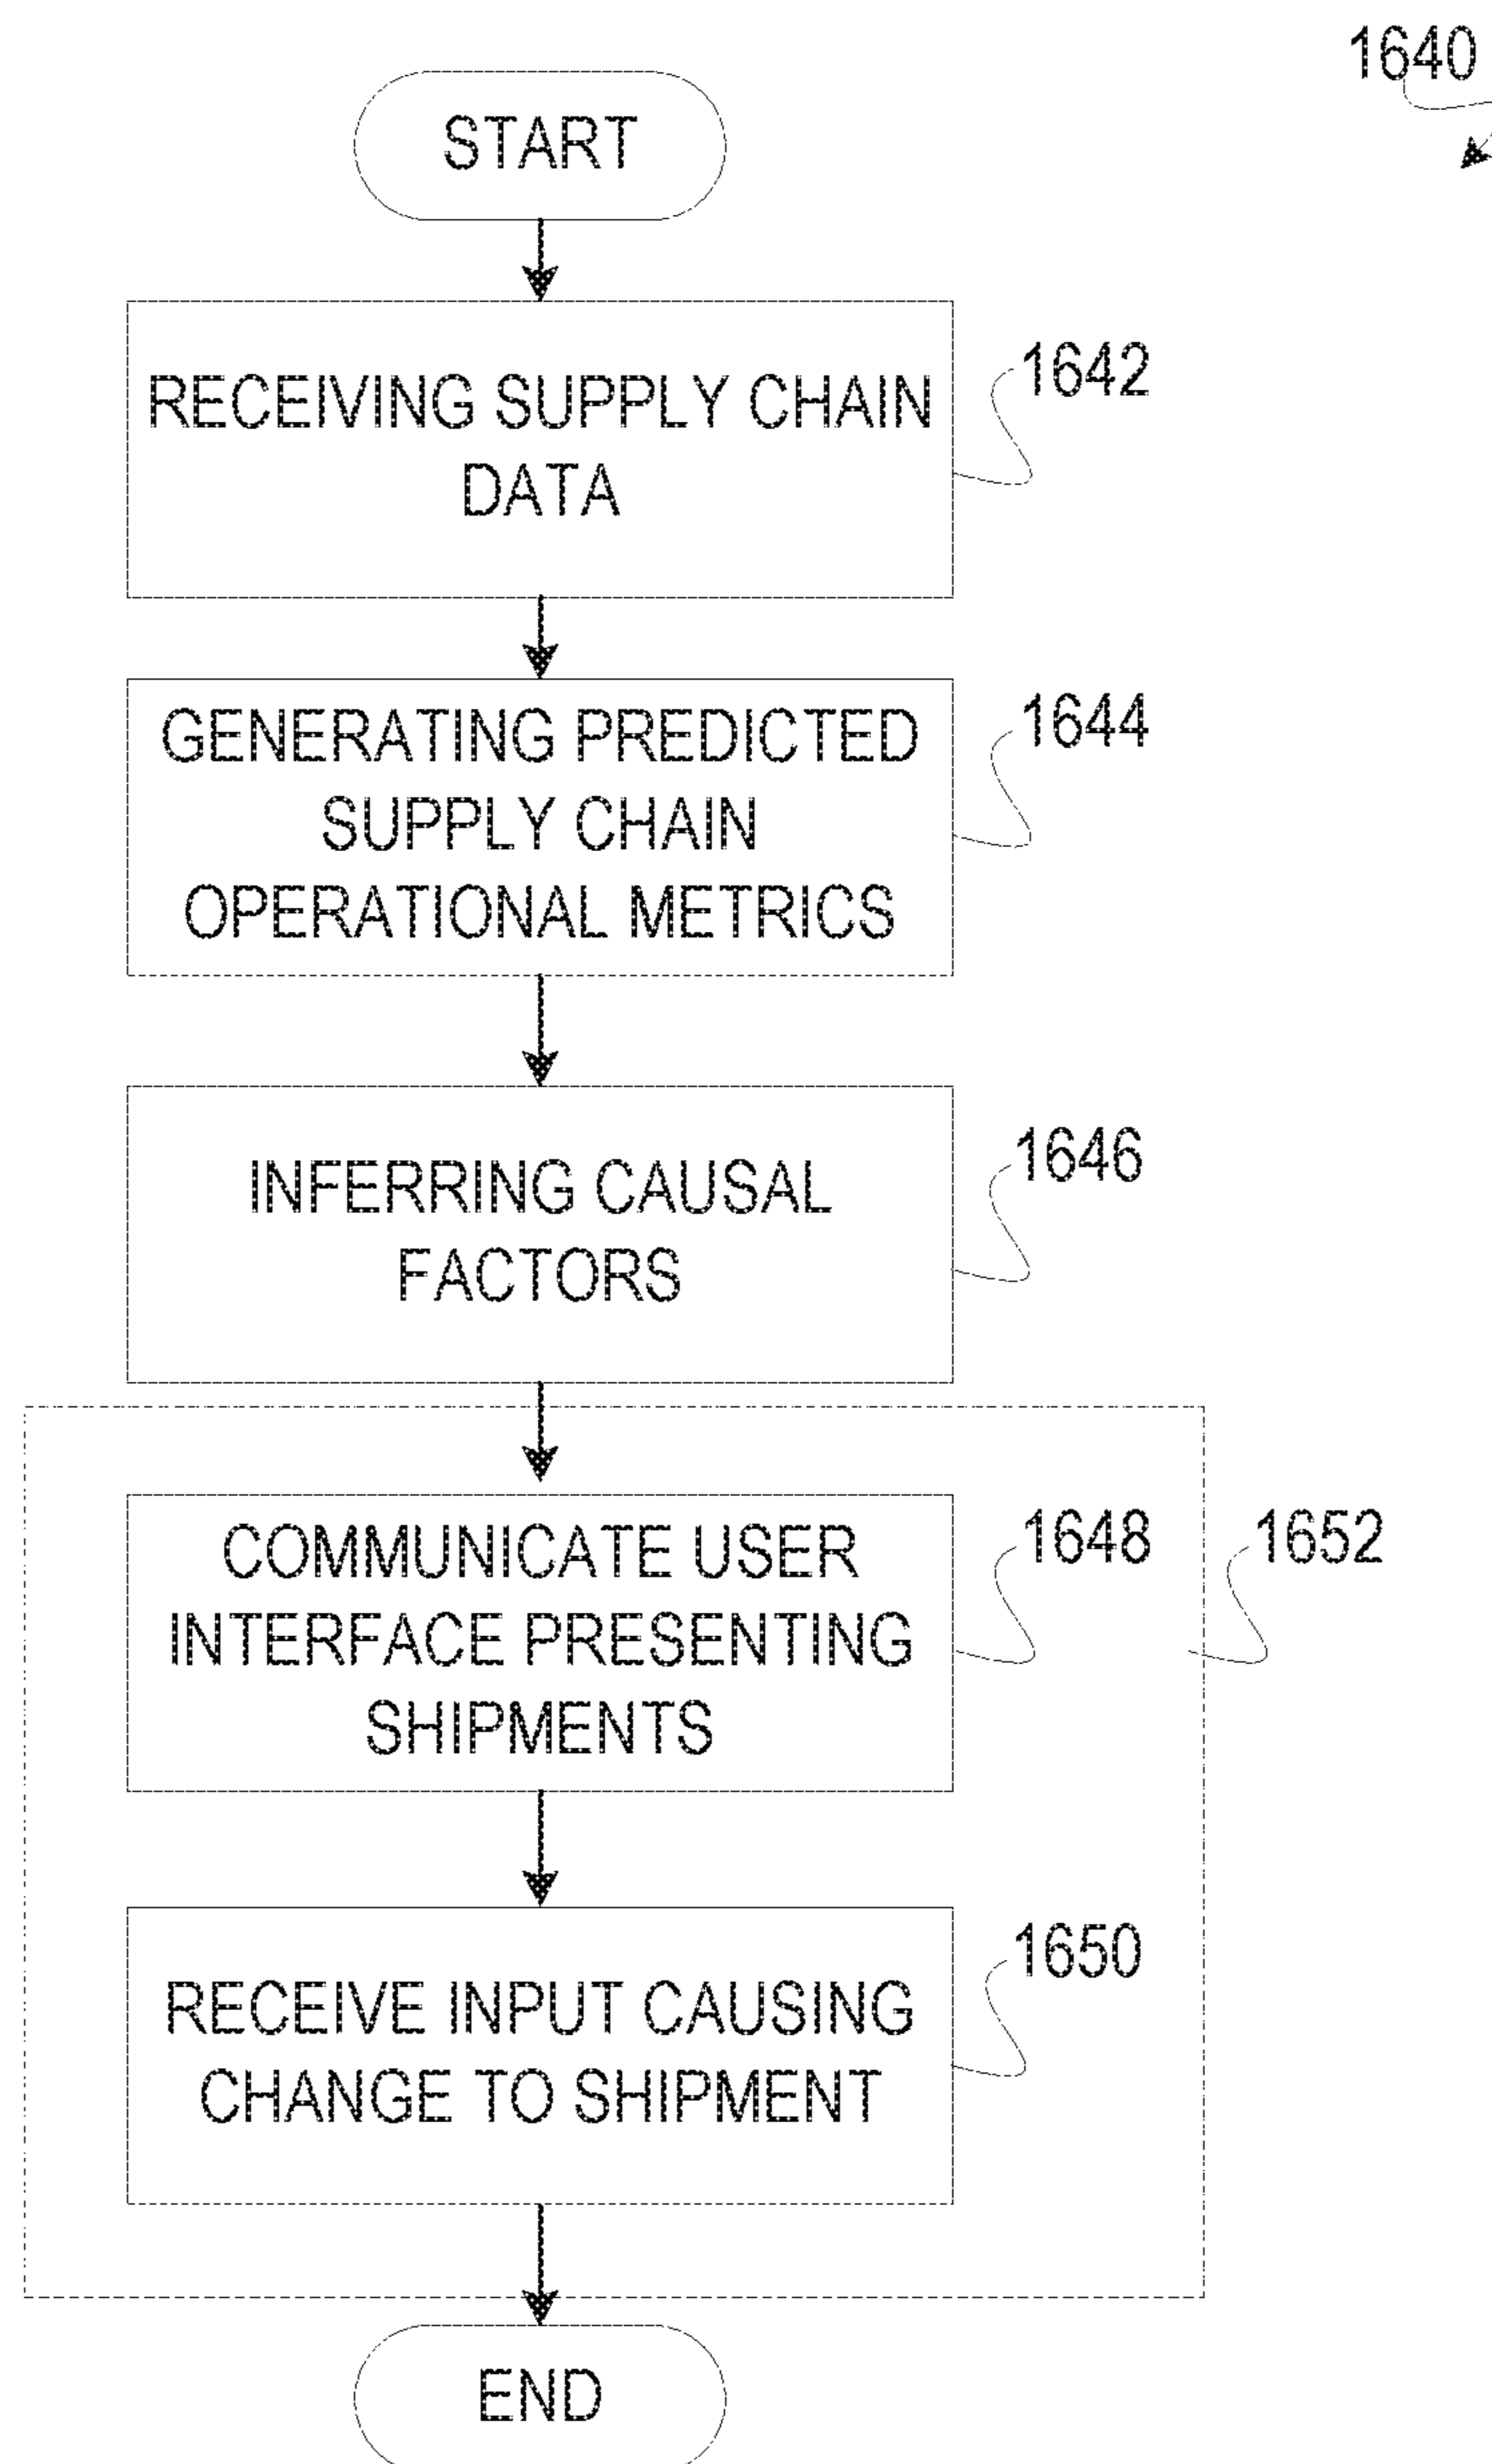 1640
START
RECEIVING SUPPLY CHAIN
DATA
1642
GENERATING PREDICTED
SUPPLY CHAIN
OPERATIONAL METRICS
1644
INFERRING CAUSAL
FACTORS
1646
COMMUNICATE USER
INTERFACE PRESENTING
SHIPMENTS
1648
1652
RECEIVE INPUT CAUSING
CHANGE TO SHIPMENT
1650
END